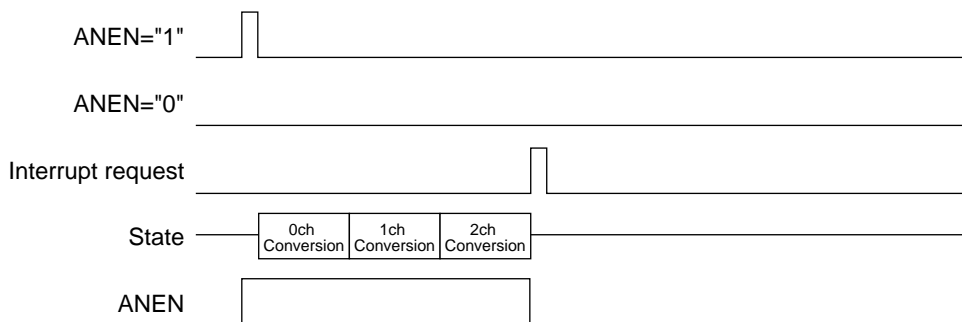 ANEN="1"
ANEN="0"
Interrupt request
State
0ch
Conversion
1ch
Conversion
2ch
Conversion
ANEN